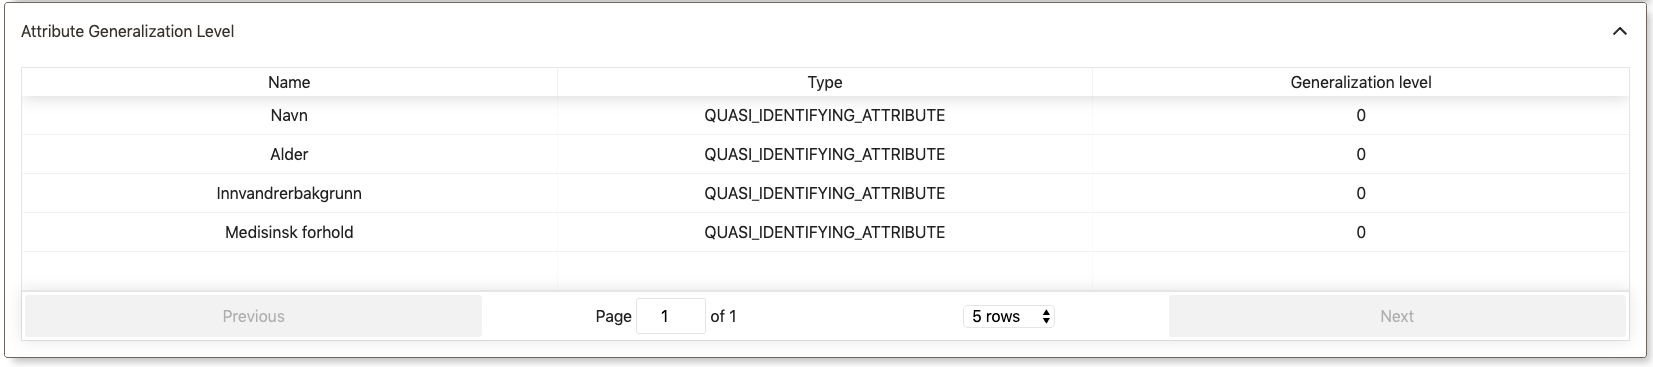 Attribute Generalization Level
Name Type Generalization level
Navn QUASI_IDENTIFYING_ATTRIBUTE 0
Alder QUASI_IDENTIFYING_ATTRIBUTE 0
Innvandrerbakgrunn QUASI_IDENTIFYING_ATTRIBUTE 0
Medisinsk forhold QUASI_IDENTIFYING_ATTRIBUTE 0
Previous Page 1 of 1 5 rows Next